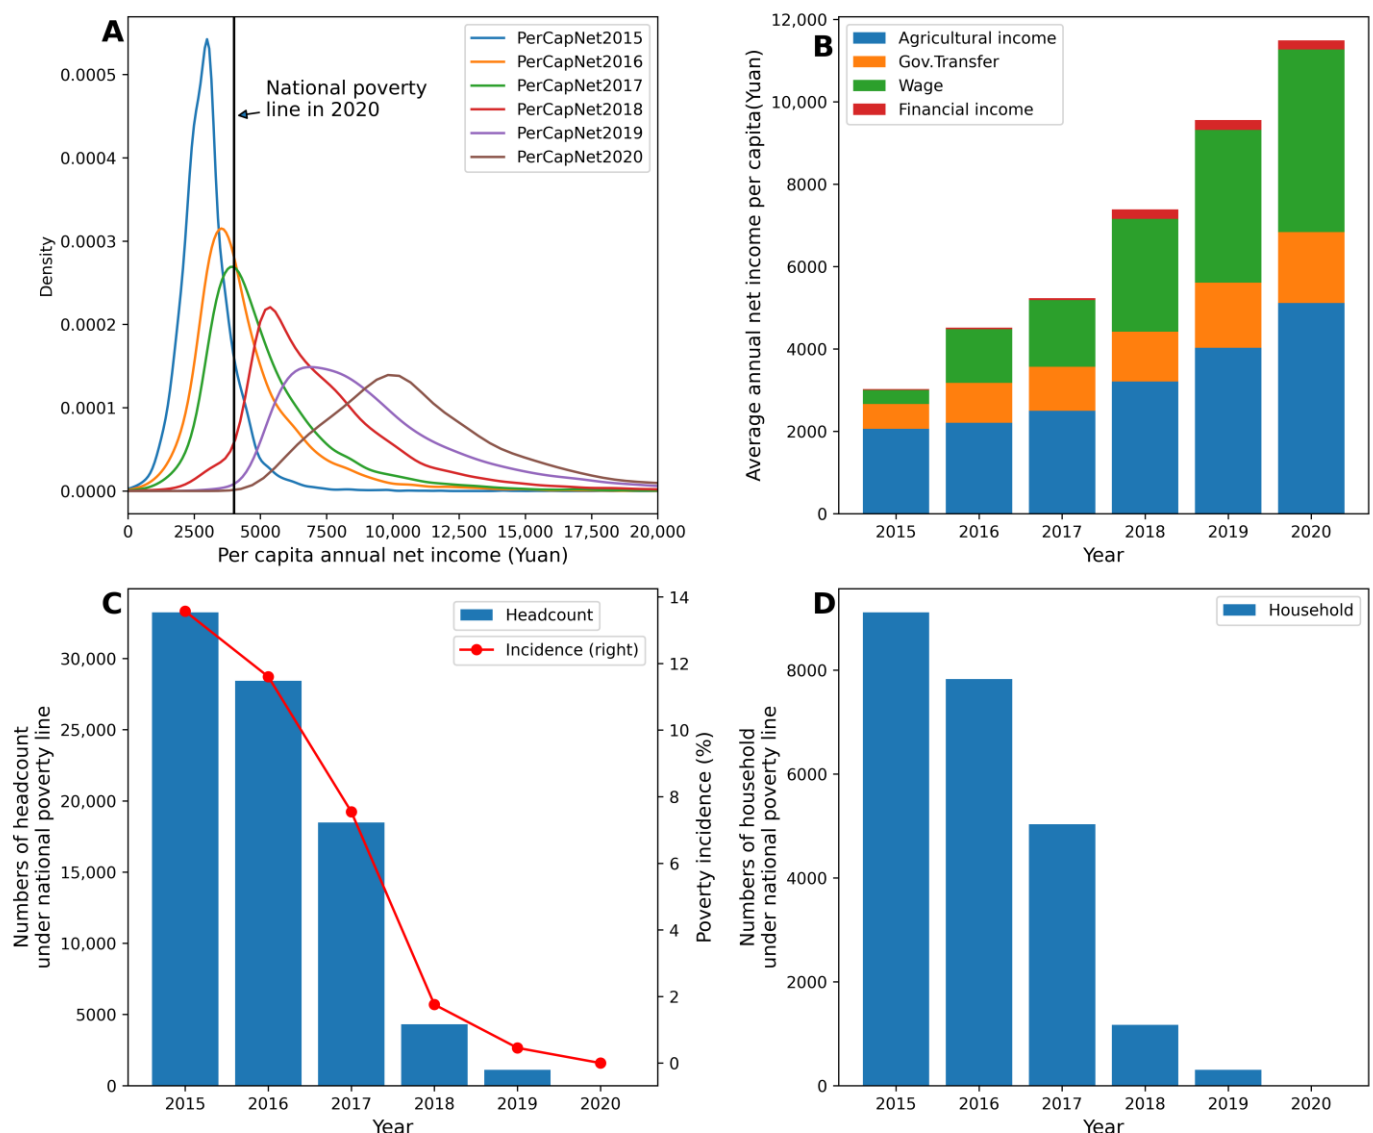 A
PerCapNet2015
PerCapNet2016
PerCapNet2017
PerCapNet2018
PerCapNet2019
PerCapNet2020
National poverty
line in 2020
Density
0.0005
0.0004
0.0003
0.0002
0.0001
0.0000
0
2500
5000
7500
10,000
12,500
15,000
17,500
20,000
Per capita annual net income (Yuan)
B
Agricultural income
Gov.Transfer
Wage
Financial income
Average annual net income per capita(Yuan)
12,000
10,000
8000
6000
4000
2000
0
2015
2016
2017
2018
2019
2020
Year
C
Headcount
Incidence (right)
Numbers of headcount
under national poverty line
30,000
25,000
20,000
15,000
10,000
5000
0
14
12
10
8
6
4
2
0
Poverty incidence (%)
2015
2016
2017
2018
2019
2020
Year
D
Household
Numbers of household
under national poverty line
8000
6000
4000
2000
0
2015
2016
2017
2018
2019
2020
Year